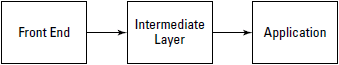 Front End
Intermediate
Layer
Application